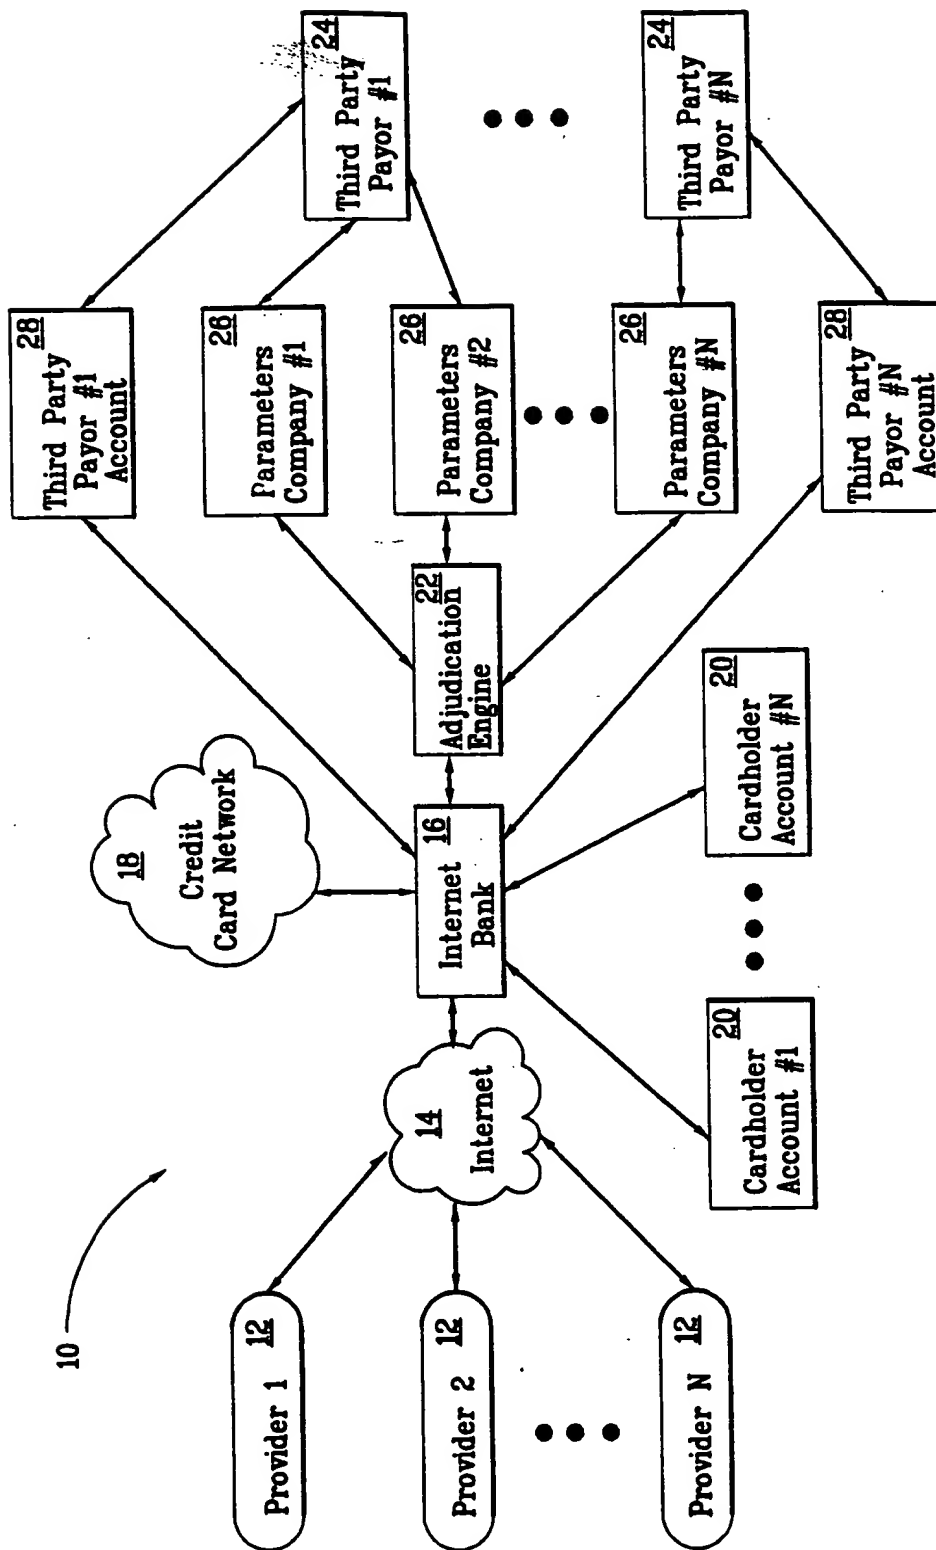 10
Provider 1 12
Provider 2 12
Provider N 12
14
Internet
18
Credit
Card Network
16
Internet
Bank
20
Cardholder
Account #1
20
Cardholder
Account #N
22
Adjudication
Engine
28
Third Party
Payor #1
Account
26
Parameters
Company #1
26
Parameters
Company #2
26
Parameters
Company #N
28
Third Party
Payor #N
Account
24
Third Party
Payor #1
24
Third Party
Payor #N